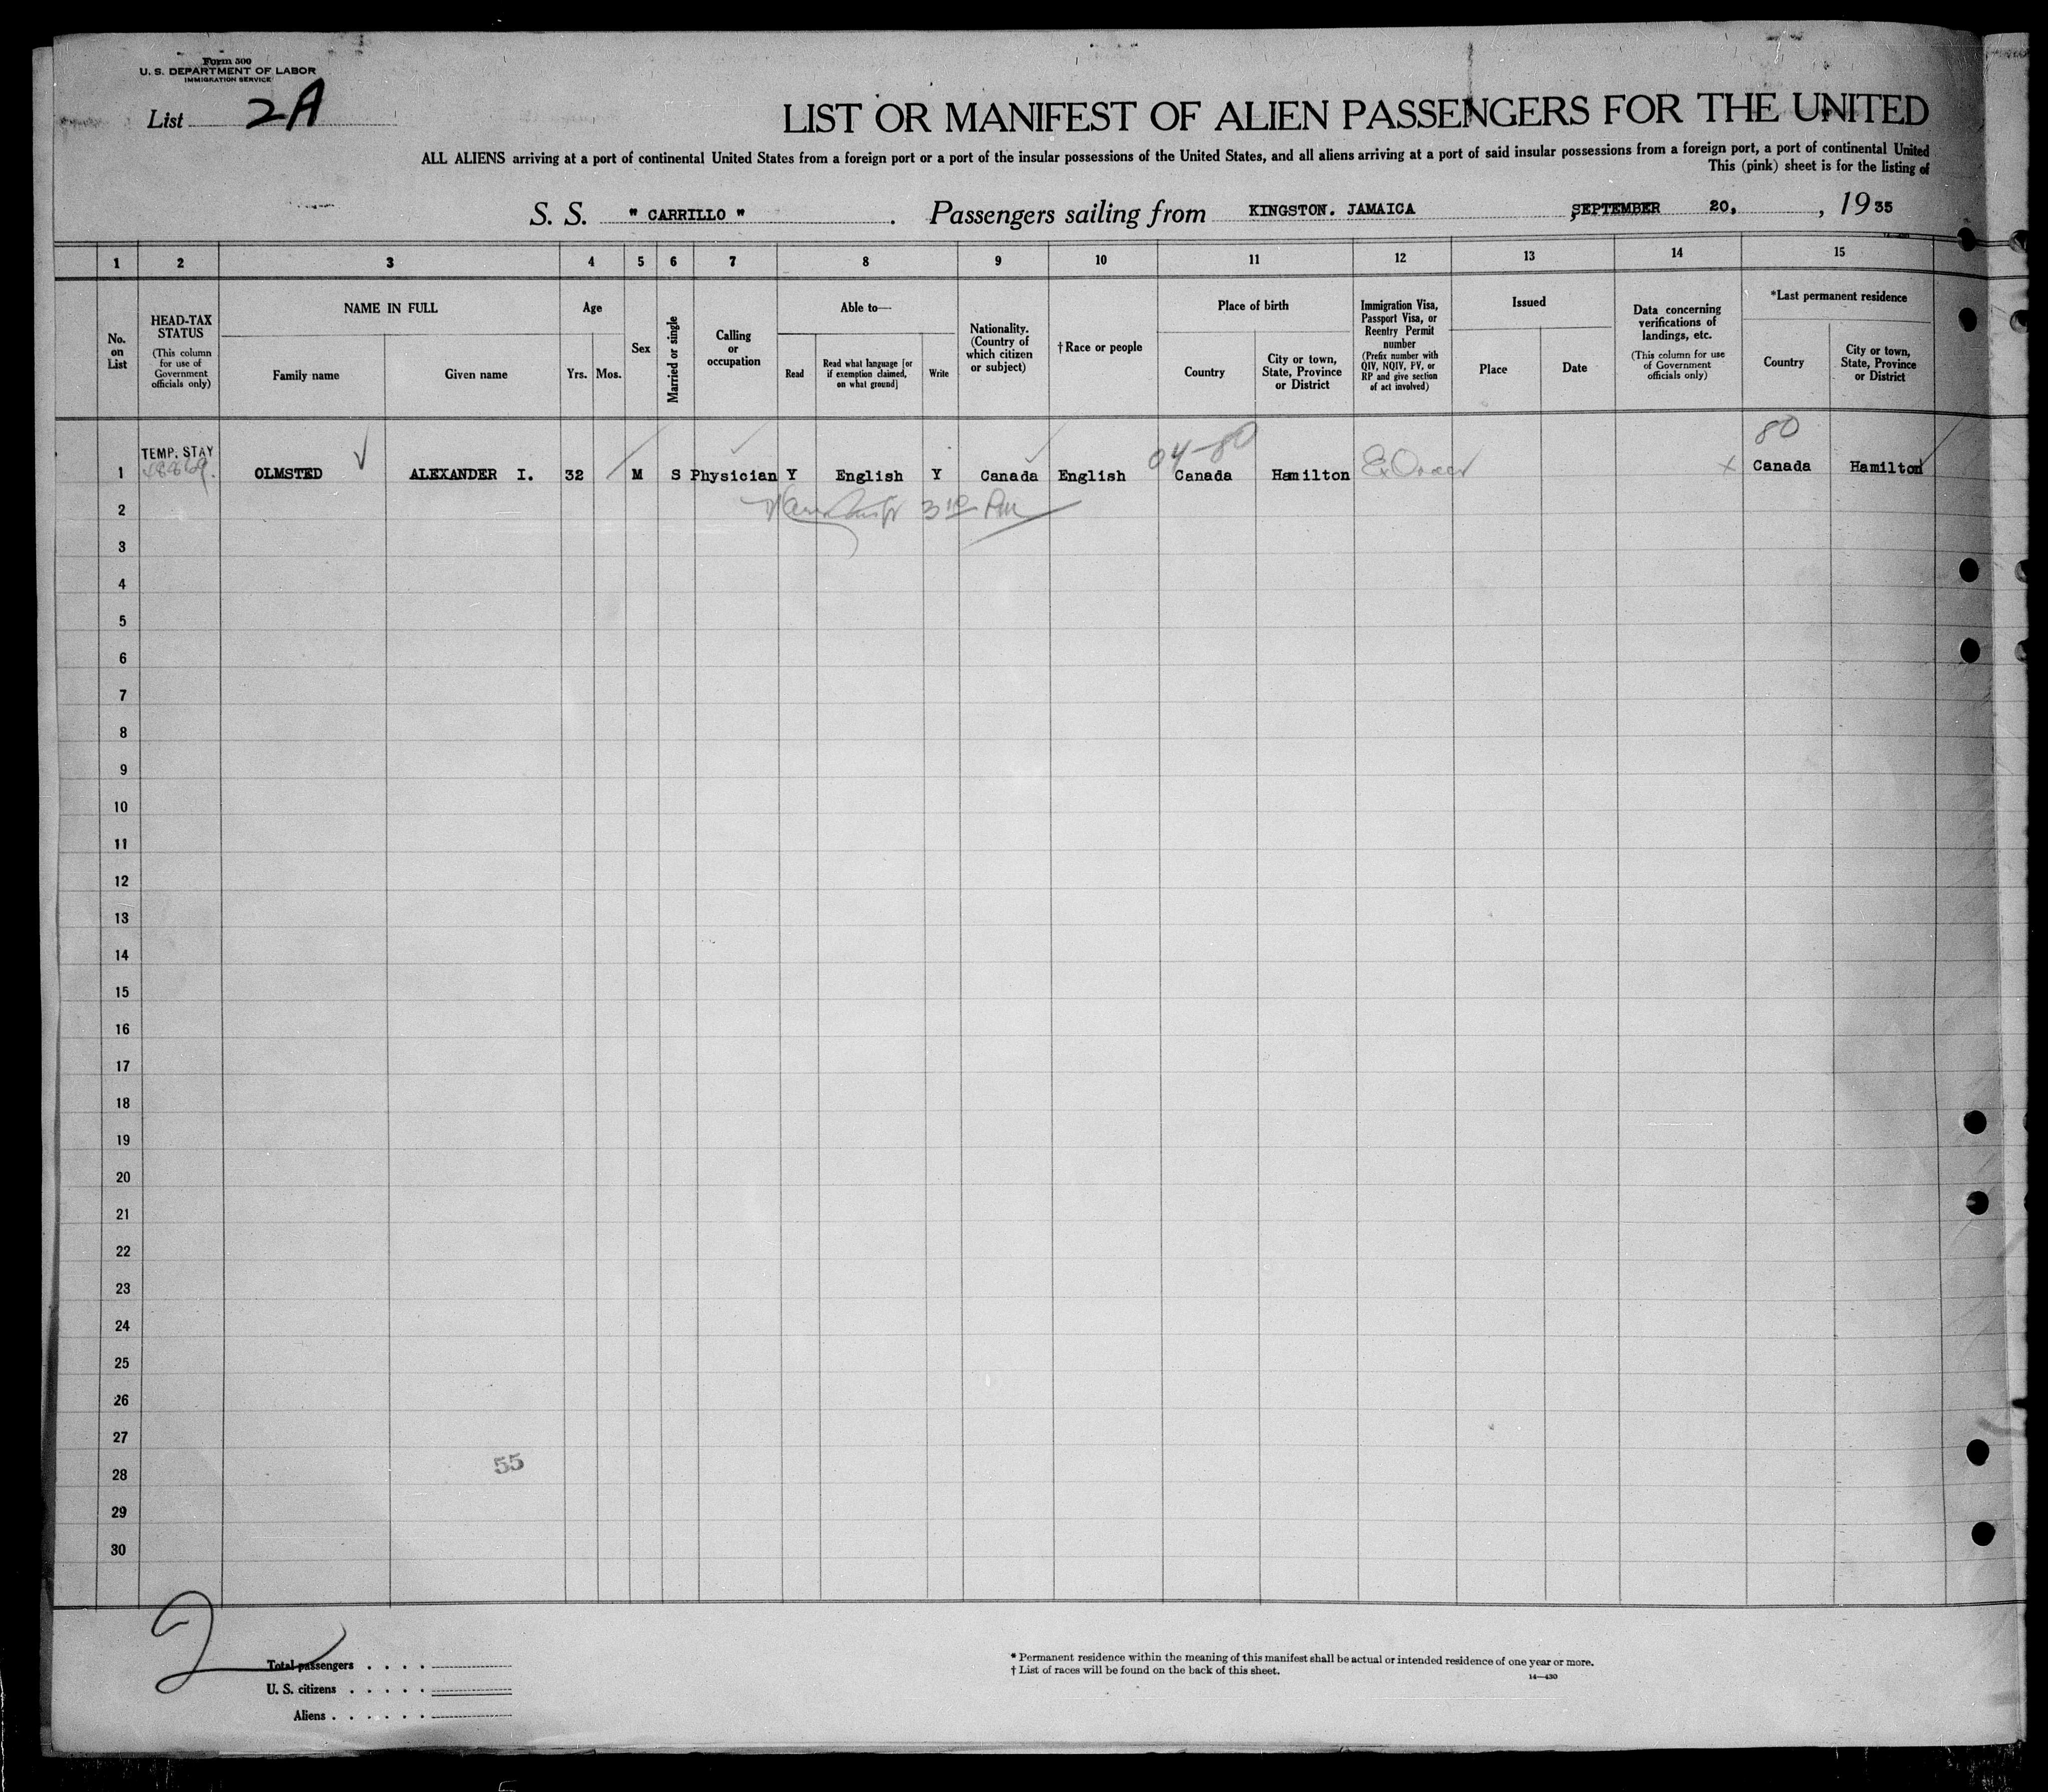 Form 500
U. S. DEPARTMENT OF LABOR
IMMIGRATION SERVICE
List 2A
LIST OR MANIFEST OF ALIEN PASSENGERS FOR THE UNITED
ALL ALIENS arriving at a port of continental United States from a foreign port or a port of the insular possessions of the United States, and all aliens arriving at a port of said insular possessions from a foreign port, a port of continental United
This (pink) sheet is for the listing of
S. S. " CARRILLO " . Passengers sailing from KINGSTON. JAMAICA , SEPTEMBER 20, , 1935
1 2 3 4 5 6 7 8 9 10 11 12 13 14 15
No. on List
HEAD-TAX STATUS
(This column for use of Government officials only)
NAME IN FULL
Family name
Given name
Age
Yrs. Mos.
Sex
Married or single
Calling or occupation
Able to—
Read
Read what language [or if exemption claimed, on what ground]
Write
Nationality. (Country of which citizen or subject)
† Race or people
Place of birth
Country
City or town, State, Province or District
Immigration Visa, Passport Visa, or Reentry Permit number
(Prefix number with QIV, NQIV, PV, or RP and give section of act involved)
Issued
Place
Date
Data concerning verifications of landings, etc.
(This column for use of Government officials only)
*Last permanent residence
Country
City or town, State, Province or District
TEMP. STAY
04-80
80
1 OLMSTED ALEXANDER I. 32 M S Physician Y English Y Canada English Canada Hamilton Canada Hamilton
2
3
4
5
6
7
8
9
10
11
12
13
14
15
16
17
18
19
20
21
22
23
24
25
26
27
28
29
30
55
2
Total passengers . . . .
U. S. citizens . . . . .
Aliens . . . . . .
* Permanent residence within the meaning of this manifest shall be actual or intended residence of one year or more.
† List of races will be found on the back of this sheet.
14—430